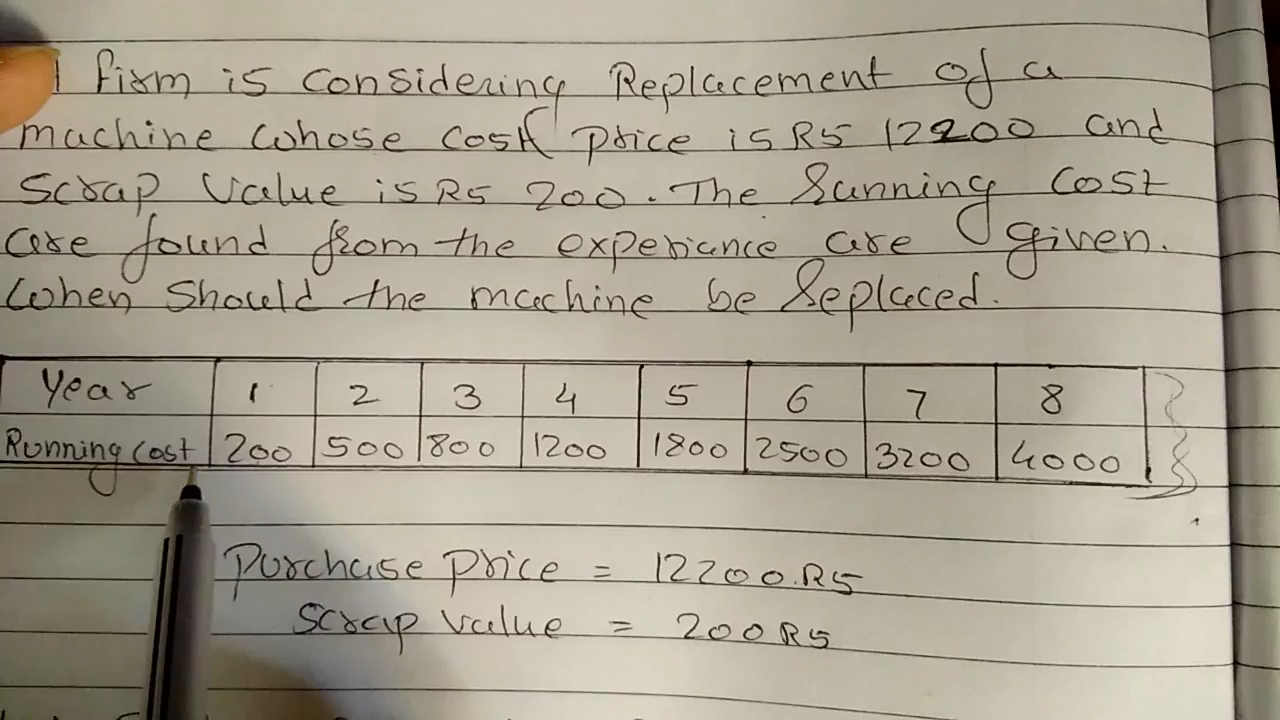 firm is considering Replacement of a
machine whose cost price is RS 12200 and
Scrap Value is RS 200. The Running cost
are found from the experiance are given.
When should the machine be Replaced.
Year 1 2 3 4 5 6 7 8
Running cost 200 500 800 1200 1800 2500 3200 4000
Purchase price = 12200.RS
Scrap value = 200 RS